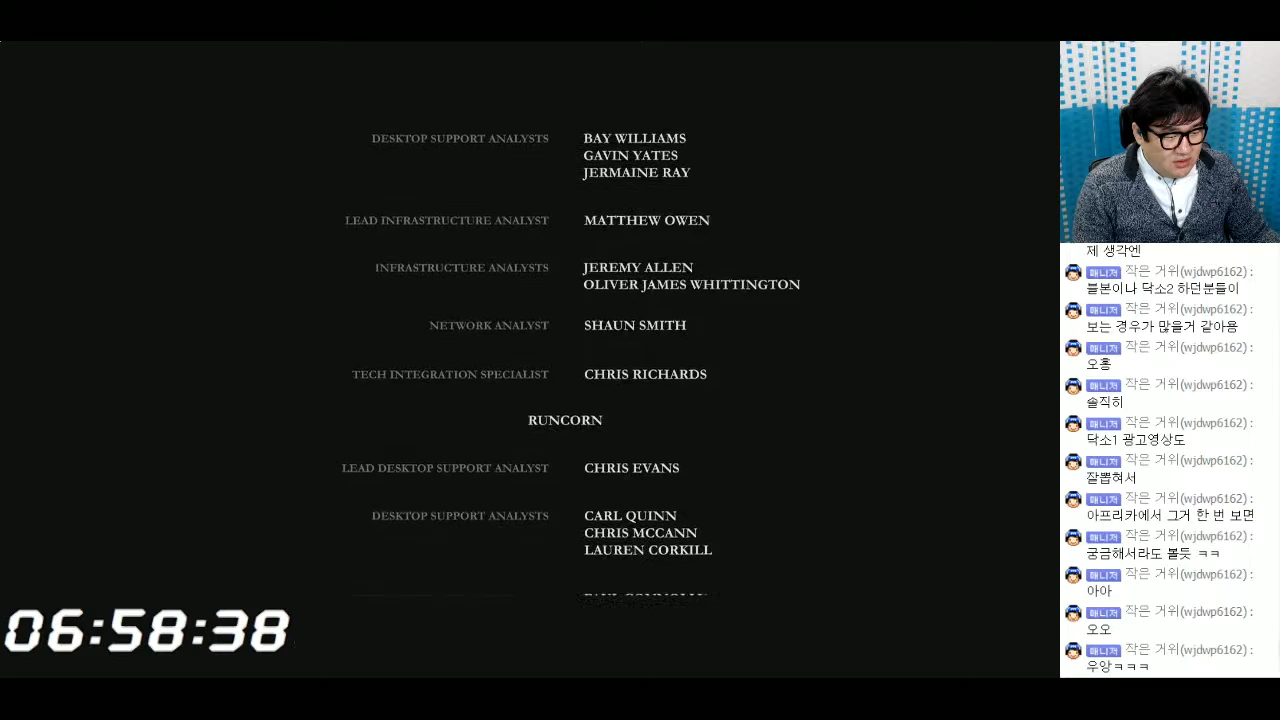 DESKTOP SUPPORT ANALYSTS BAY WILLIAMS
GAVIN YATES
JERMAINE RAY
LEAD INFRASTRUCTURE ANALYST MATTHEW OWEN
INFRASTRUCTURE ANALYSTS JEREMY ALLEN
OLIVER JAMES WHITTINGTON
NETWORK ANALYST SHAUN SMITH
TECH INTEGRATION SPECIALIST CHRIS RICHARDS
RUNCORN
LEAD DESKTOP SUPPORT ANALYST CHRIS EVANS
DESKTOP SUPPORT ANALYSTS CARL QUINN
CHRIS MCCANN
LAUREN CORKILL
06:58:38
제 생각엔
매니저 작은 거위(wjdwp6162) :
블본이나 닥소2 하던분들이
매니저 작은 거위(wjdwp6162) :
보는 경우가 많을거 같아용
매니저 작은 거위(wjdwp6162) :
오홍
매니저 작은 거위(wjdwp6162) :
솔직히
매니저 작은 거위(wjdwp6162) :
닥소1 광고영상도
매니저 작은 거위(wjdwp6162) :
잘뽑혀서
매니저 작은 거위(wjdwp6162) :
아프리카에서 그거 한 번 보면
매니저 작은 거위(wjdwp6162) :
궁금해서라도 볼듯 ㅋㅋ
매니저 작은 거위(wjdwp6162) :
아아
매니저 작은 거위(wjdwp6162) :
오오
매니저 작은 거위(wjdwp6162) :
우앙ㅋㅋㅋ